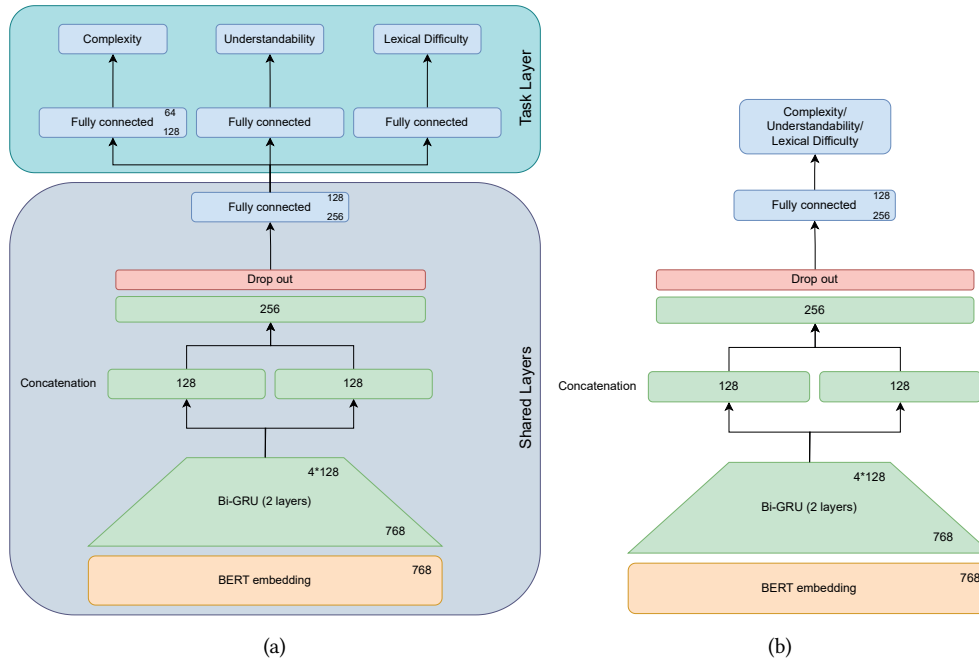 Complexity
Understandability
Lexical Difficulty
Fully connected
64
128
Fully connected
Fully connected
Task Layer
Fully connected
128
256
Drop out
256
Concatenation
128
128
4*128
Bi-GRU (2 layers)
768
BERT embedding
768
Shared Layers
(a)
Complexity/
Understandability/
Lexical Difficulty
Fully connected
128
256
Drop out
256
Concatenation
128
128
4*128
Bi-GRU (2 layers)
768
BERT embedding
768
(b)